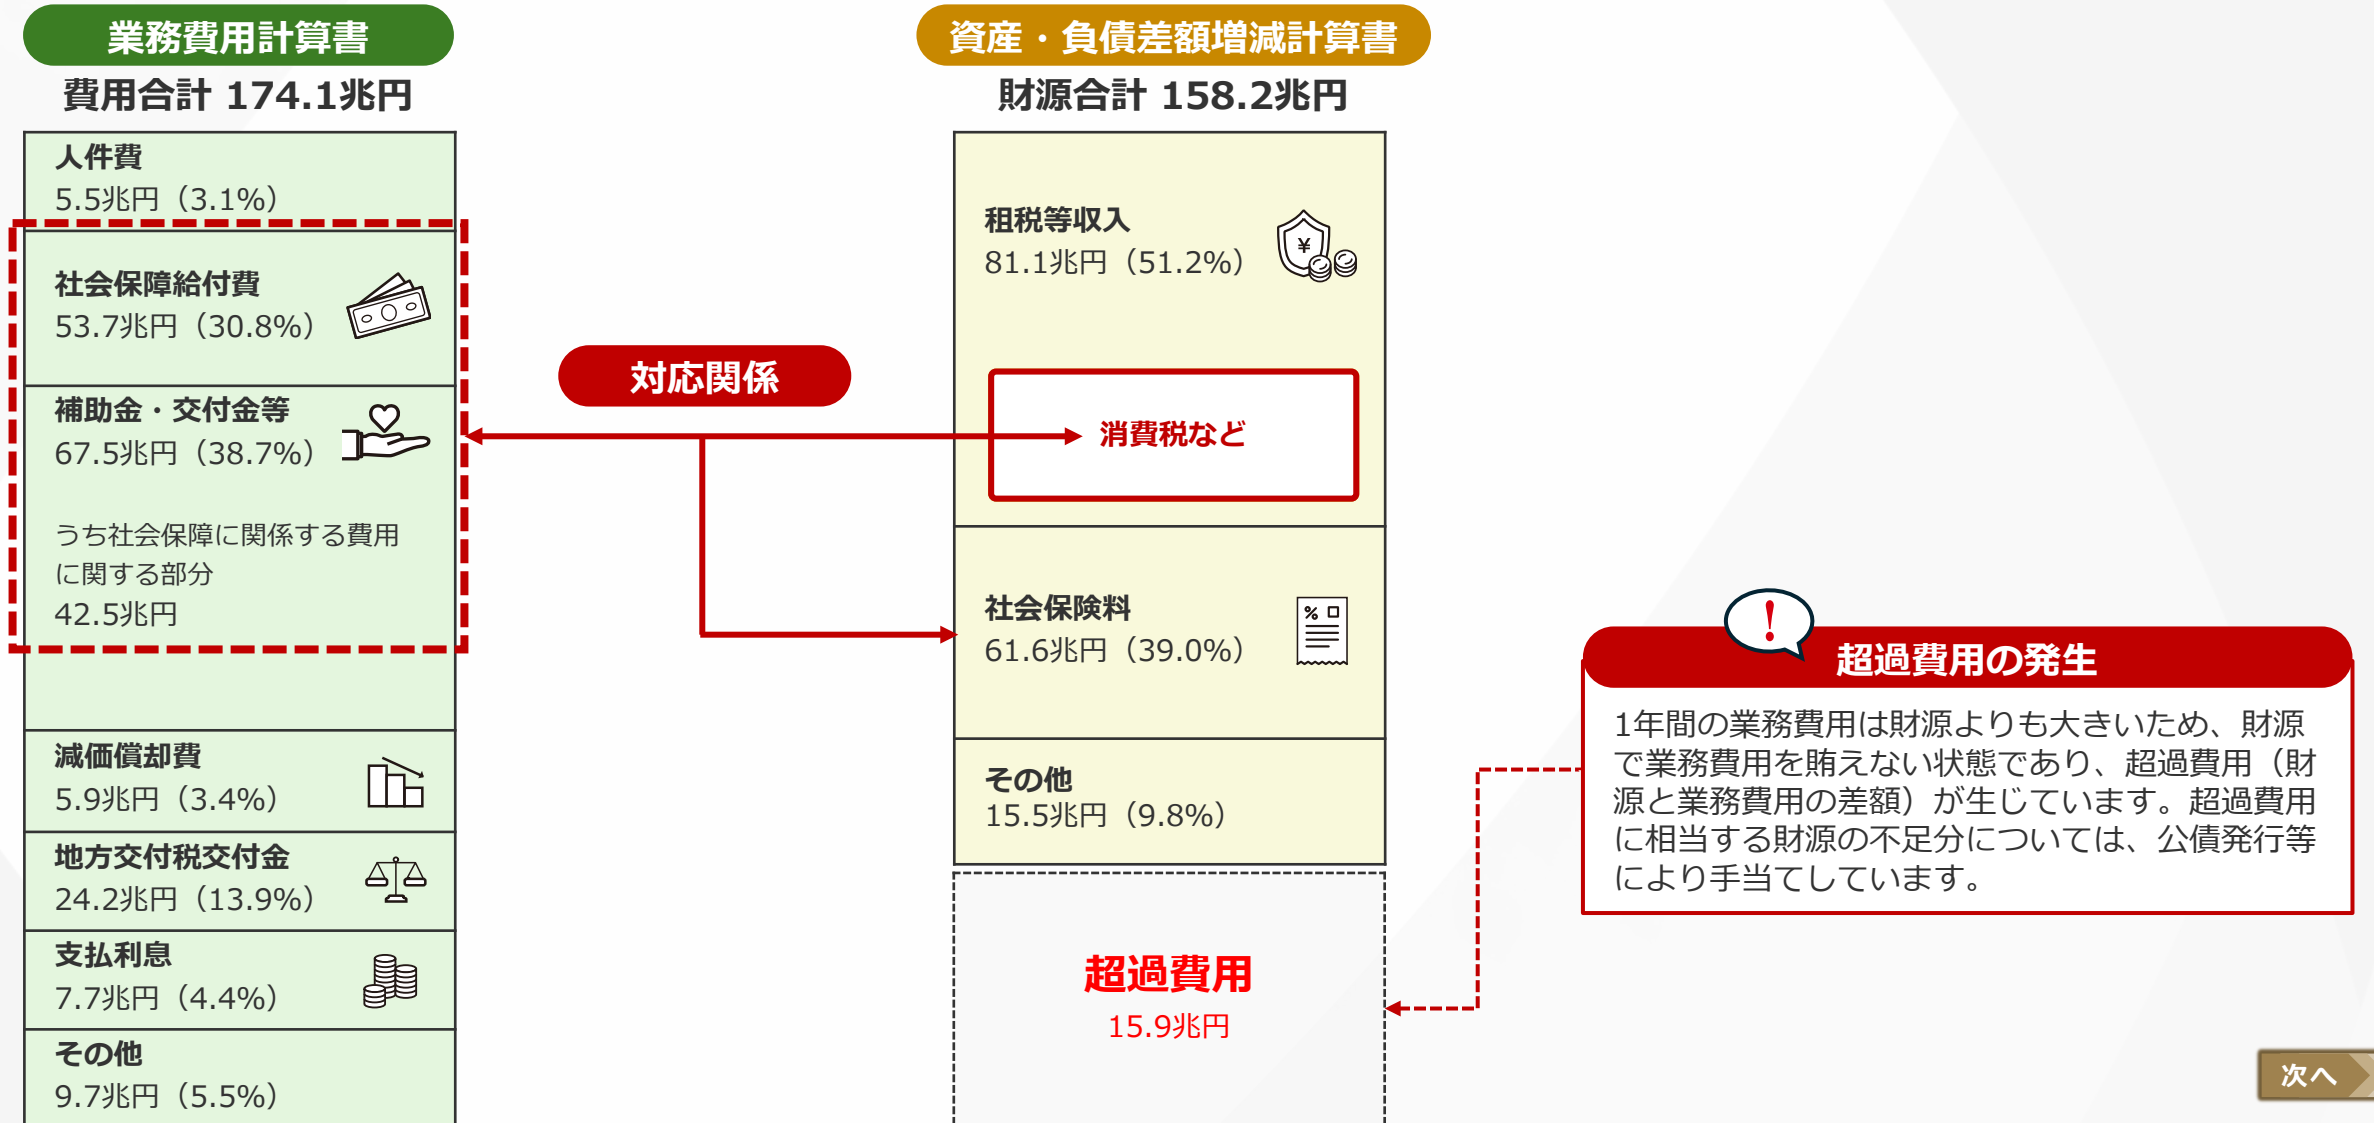 業務費用計算書
費用合計 174.1兆円
人件費
5.5兆円（3.1%）
社会保障給付費
53.7兆円（30.8%）
補助金・交付金等
67.5兆円（38.7%）
うち社会保障に関係する費用
に関する部分
42.5兆円
減価償却費
5.9兆円（3.4%）
地方交付税交付金
24.2兆円（13.9%）
支払利息
7.7兆円（4.4%）
その他
9.7兆円（5.5%）
対応関係
資産・負債差額増減計算書
財源合計 158.2兆円
租税等収入
81.1兆円（51.2%）
¥
消費税など
社会保険料
61.6兆円（39.0%）
%
その他
15.5兆円（9.8%）
超過費用
15.9兆円
!
超過費用の発生
1年間の業務費用は財源よりも大きいため、財源
で業務費用を賄えない状態であり、超過費用（財
源と業務費用の差額）が生じています。超過費用
に相当する財源の不足分については、公債発行等
により手当てしています。
次へ